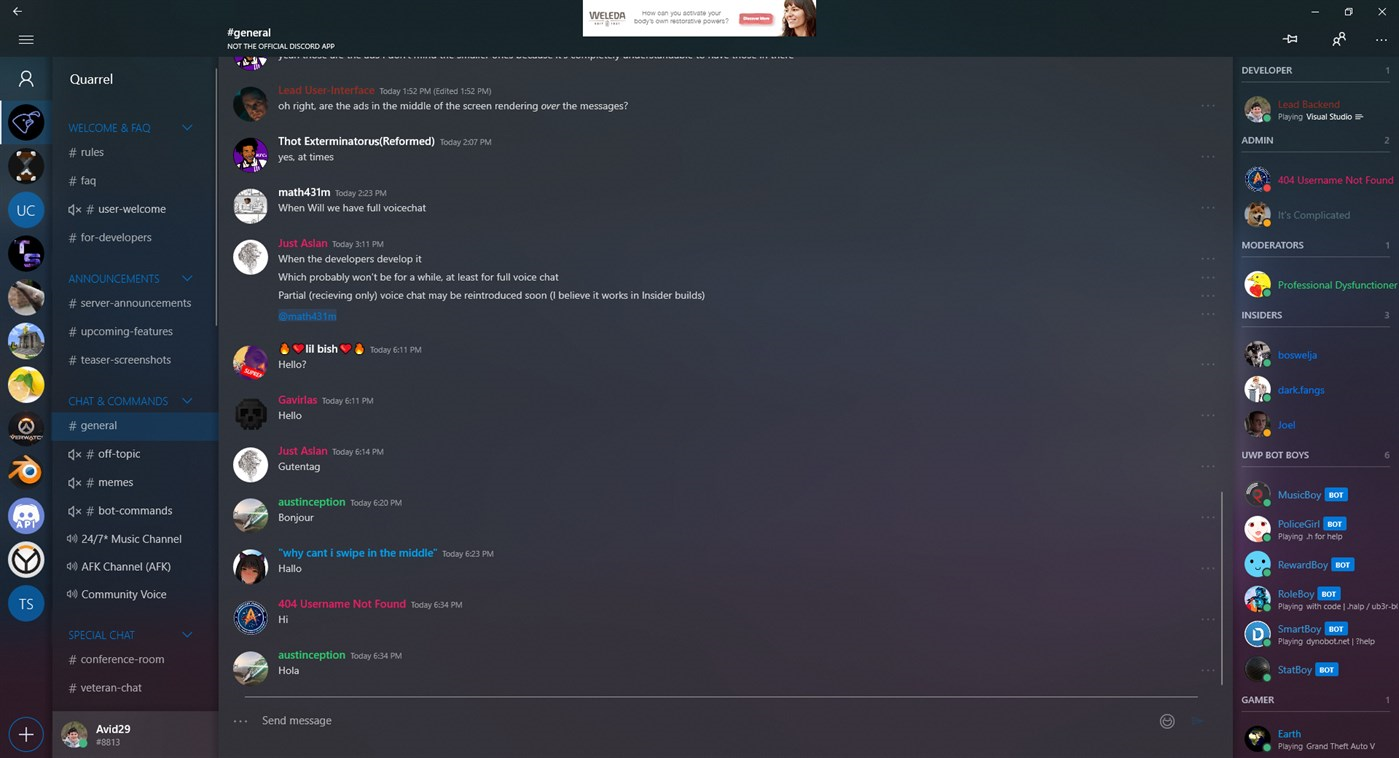 WELEDA
How can you activate your
body's own restorative powers?
Discover More
#general
NOT THE OFFICIAL DISCORD APP
Quarrel
WELCOME & FAQ
# rules
# faq
# user-welcome
# for-developers
ANNOUNCEMENTS
# server-announcements
# upcoming-features
# teaser-screenshots
CHAT & COMMANDS
# general
# off-topic
# memes
# bot-commands
24/7* Music Channel
AFK Channel (AFK)
Community Voice
SPECIAL CHAT
# conference-room
# veteran-chat
UC
VERWATC
API
TS
Avid29
#8813
Lead User-Interface Today 1:52 PM (Edited 1:52 PM)
oh right, are the ads in the middle of the screen rendering over the messages?
Thot Exterminatorus(Reformed) Today 2:07 PM
yes, at times
math431m Today 2:23 PM
When Will we have full voicechat
Just Asian Today 3:11 PM
When the developers develop it
Which probably won't be for a while, at least for full voice chat
Partial (recieving only) voice chat may be reintroduced soon (I believe it works in Insider builds)
@math431m
🔥❤️lil bish❤️🔥 Today 6:11 PM
Hello?
SUPREM
Gavirlas Today 6:11 PM
Hello
Just Asian Today 6:14 PM
Gutentag
austinception Today 6:20 PM
Bonjour
"why cant i swipe in the middle" Today 6:23 PM
Hallo
404 Username Not Found Today 6:34 PM
Hi
austinception Today 6:34 PM
Hola
Send message
DEVELOPER 1
Lead Backend
Playing Visual Studio
ADMIN 2
404 Username Not Found
It's Complicated
MODERATORS 1
Professional Dysfunctioner
INSIDERS 3
boswelja
dark.fangs
Joel
UWP BOT BOYS 6
MusicBoy BOT
PoliceGirl BOT
Playing .h for help
RewardBoy BOT
RoleBoy BOT
Playing with code | .halp / ub3r-b
SmartBoy BOT
Playing dynobot.net | ?help
StatBoy BOT
GAMER 1
Earth
Playing Grand Theft Auto V